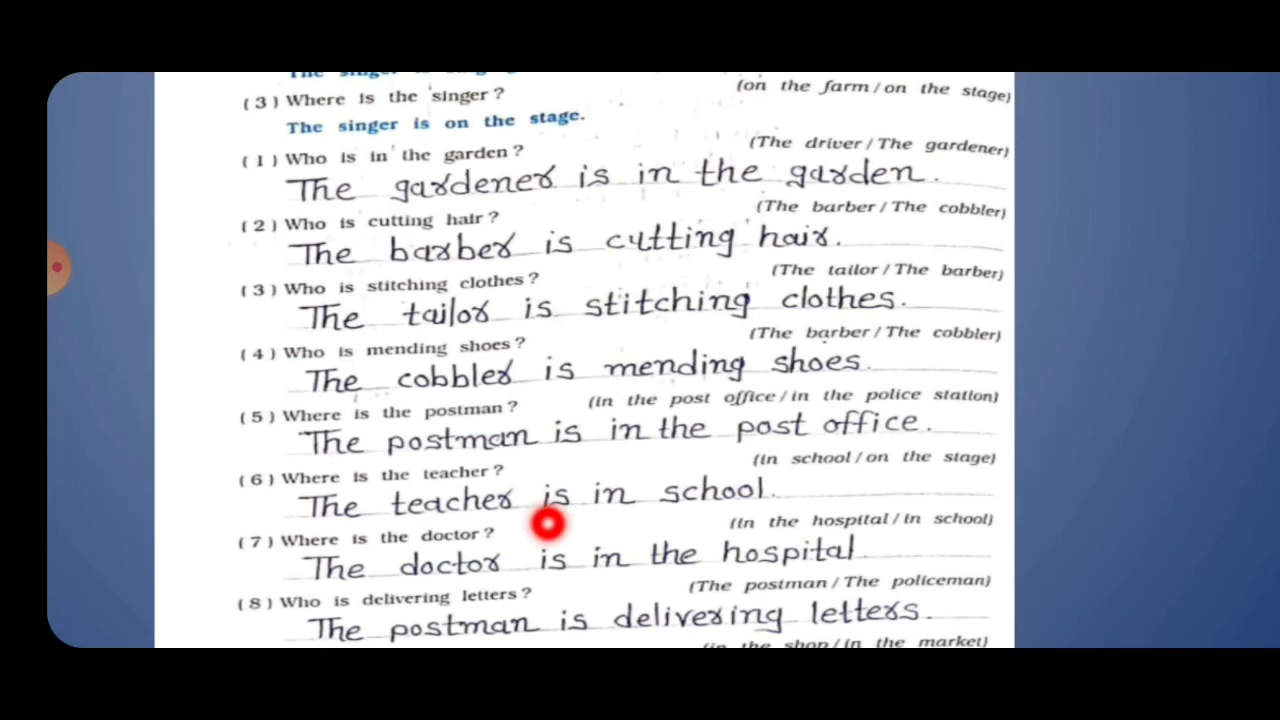 (3) Where is the singer?
(on the farm/on the stage)
The singer is on the stage.
(1) Who is in the garden?
(The driver/The gardener)
The gardener is in the garden.
(2) Who is cutting hair?
(The barber/The cobbler)
The barber is cutting hair.
(3) Who is stitching clothes?
(The tailor/The barber)
The tailor is stitching clothes.
(4) Who is mending shoes?
(The barber/The cobbler)
The cobbler is mending shoes.
(5) Where is the postman?
(in the post office/in the police station)
The postman is in the post office.
(6) Where is the teacher?
(in school/on the stage)
The teacher is in school.
(7) Where is the doctor?
(in the hospital/in school)
The doctor is in the hospital
(8) Who is delivering letters?
(The postman/The policeman)
The postman is delivering letters.
(in the shop/in the market)